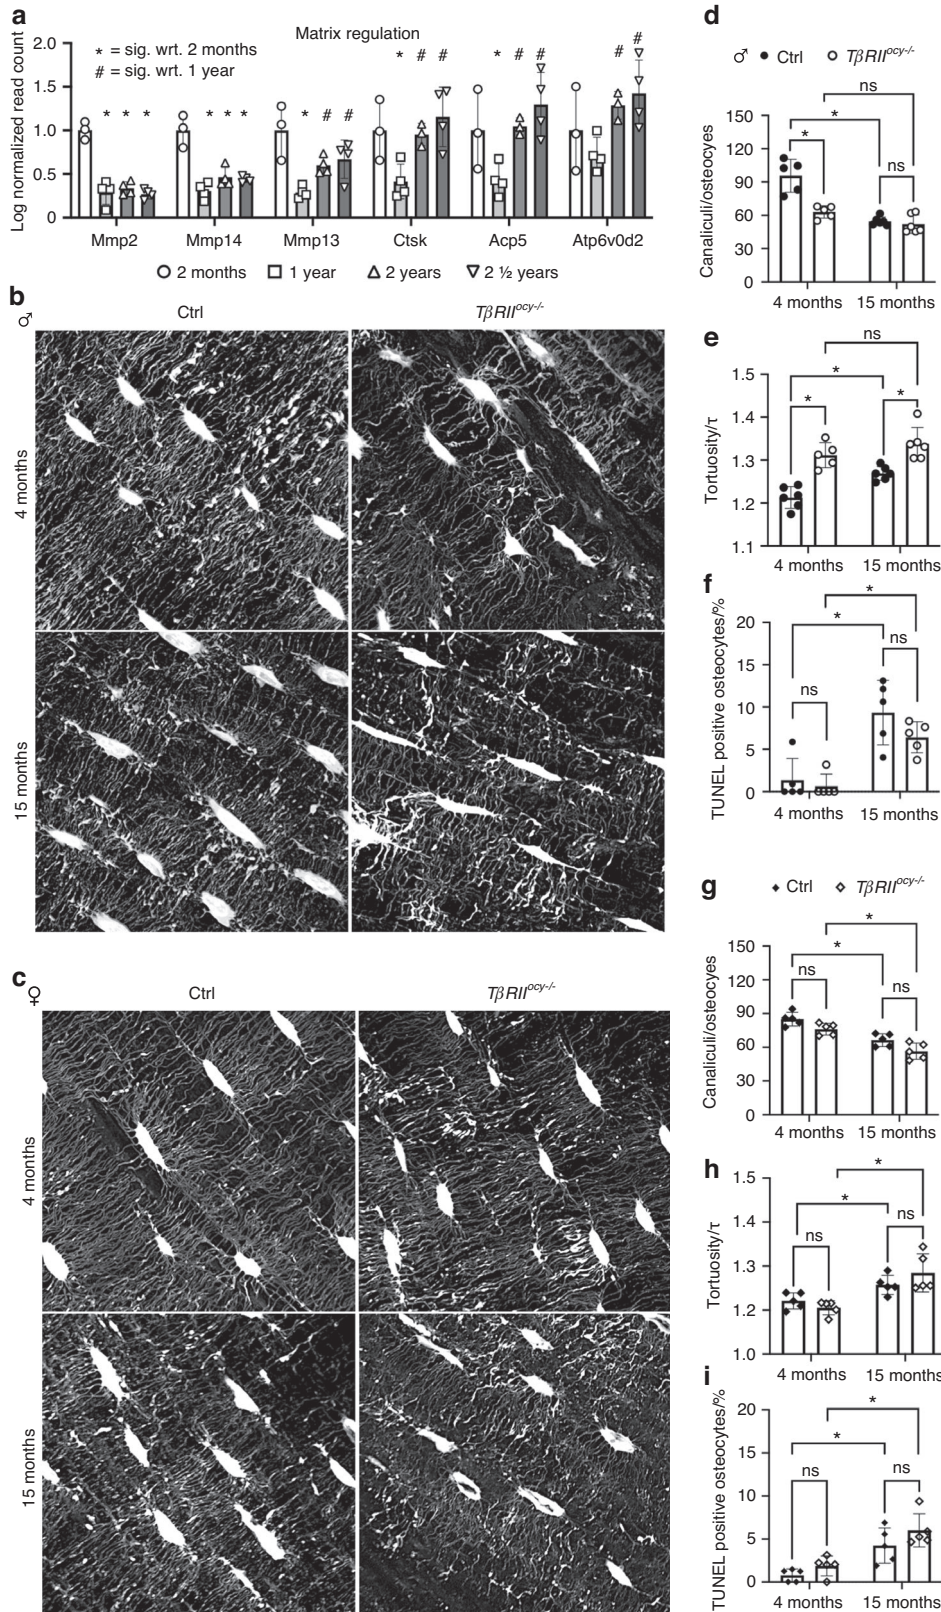 a
Matrix regulation
Log normalized read count
2.0
1.5
1.0
0.5
0
* = sig. wrt. 2 months
# = sig. wrt. 1 year
* * *
* * *
* # #
* # #
* # #
# #
Mmp2 Mmp14 Mmp13 Ctsk Acp5 Atp6v0d2
2 months 1 year 2 years 2 ½ years
b
♂
Ctrl TβRII^ocy-/-
4 months
15 months
c
♀
Ctrl TβRII^ocy-/-
4 months
15 months
d
♂ Ctrl TβRII^ocy-/-
Canaliculi/osteocytes
150
120
90
60
30
0
ns
*
*
ns
4 months 15 months
e
Tortuosity/τ
1.5
1.4
1.3
1.2
1.1
ns
*
* *
4 months 15 months
f
TUNEL positive osteocytes/%
20
15
10
5
0
*
*
ns
ns
4 months 15 months
g
Ctrl TβRII^ocy-/-
Canaliculi/osteocyes
150
120
90
60
30
0
*
*
ns
ns
4 months 15 months
h
Tortuosity/τ
1.5
1.4
1.3
1.2
1.0
*
*
ns
ns
4 months 15 months
i
TUNEL positive osteocytes/%
20
15
10
5
0
*
*
ns
ns
4 months 15 months